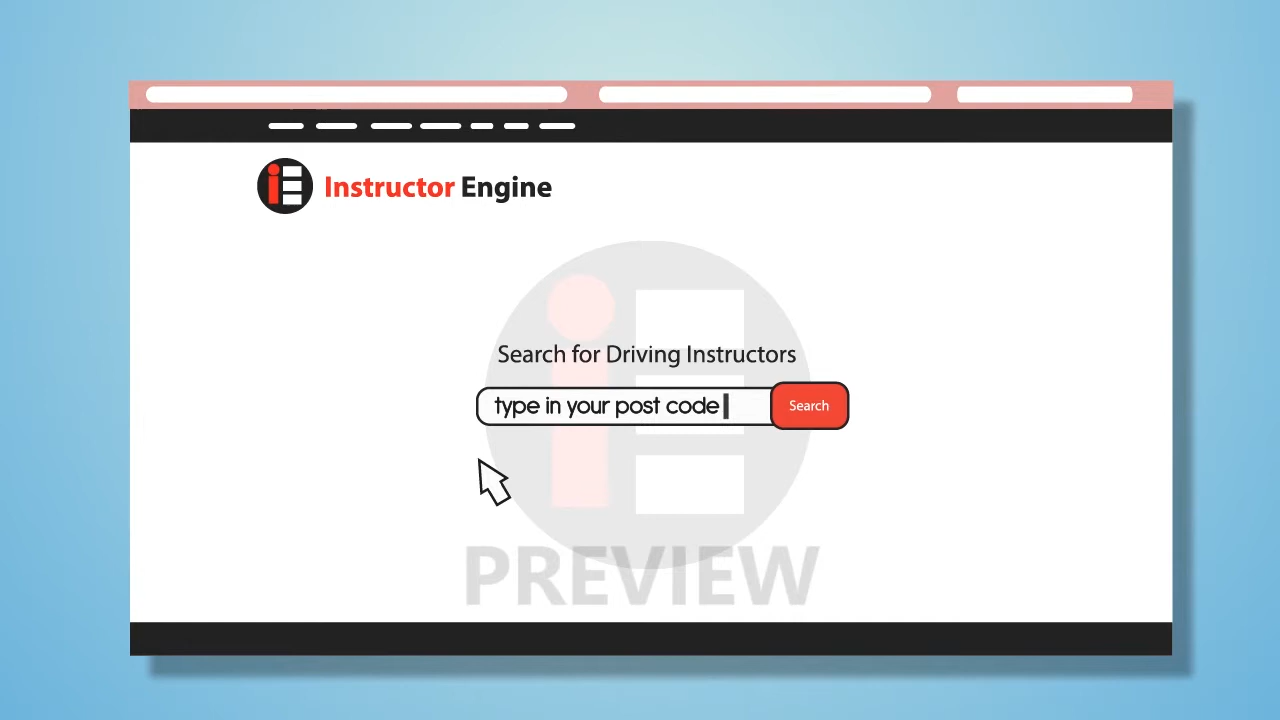 Instructor Engine
Search for Driving Instructors
type in your post code
Search
PREVIEW